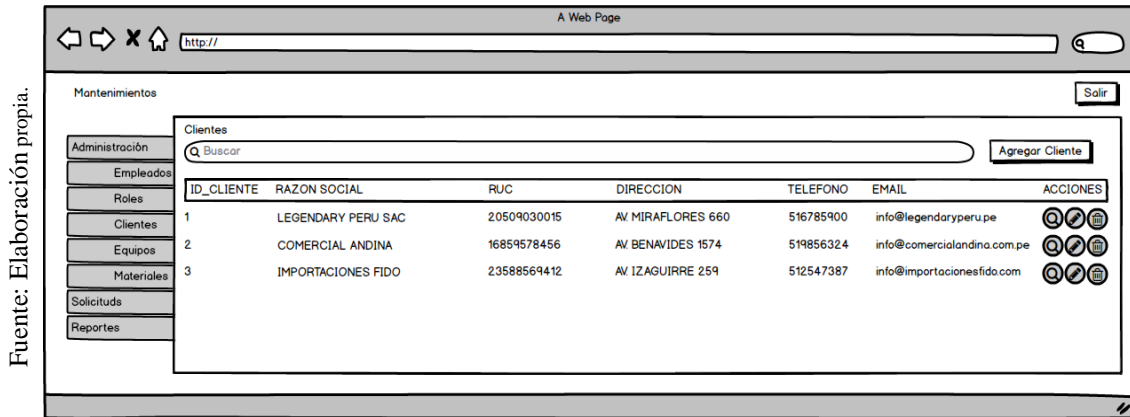 A Web Page
http://
Mantenimientos
Salir
Administración
Empleados
Roles
Clientes
Equipos
Materiales
Solicituds
Reportes
Clientes
Buscar
Agregar Cliente
ID_CLIENTE RAZON SOCIAL RUC DIRECCION TELEFONO EMAIL ACCIONES
1 LEGENDARY PERU SAC 20509030015 AV. MIRAFLORES 660 516785900 info@legendaryperu.pe
2 COMERCIAL ANDINA 16859578456 AV. BENAVIDES 1574 519856324 info@comercialandina.com.pe
3 IMPORTACIONES FIDO 23588569412 AV. IZAGUIRRE 259 512547387 info@importacionesfido.com
Fuente: Elaboración propia.